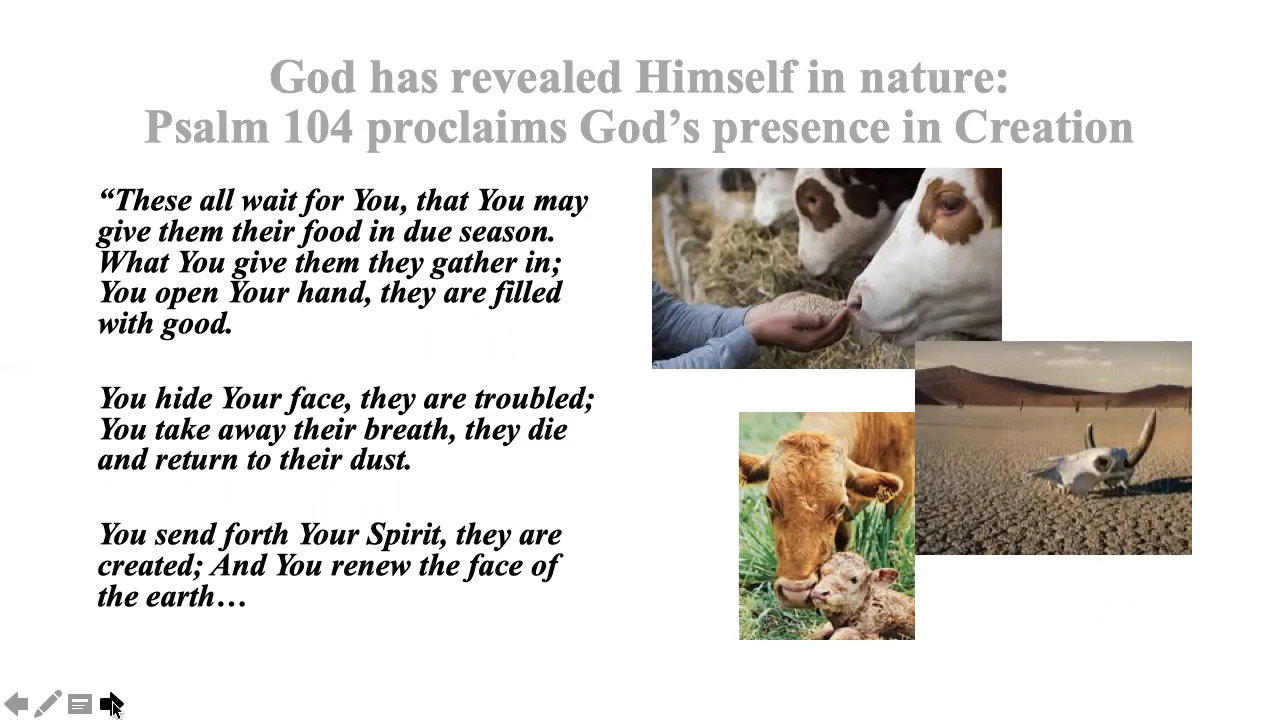 God has revealed Himself in nature:
Psalm 104 proclaims God’s presence in Creation
“These all wait for You, that You may
give them their food in due season.
What You give them they gather in;
You open Your hand, they are filled
with good.
You hide Your face, they are troubled;
You take away their breath, they die
and return to their dust.
You send forth Your Spirit, they are
created; And You renew the face of
the earth…